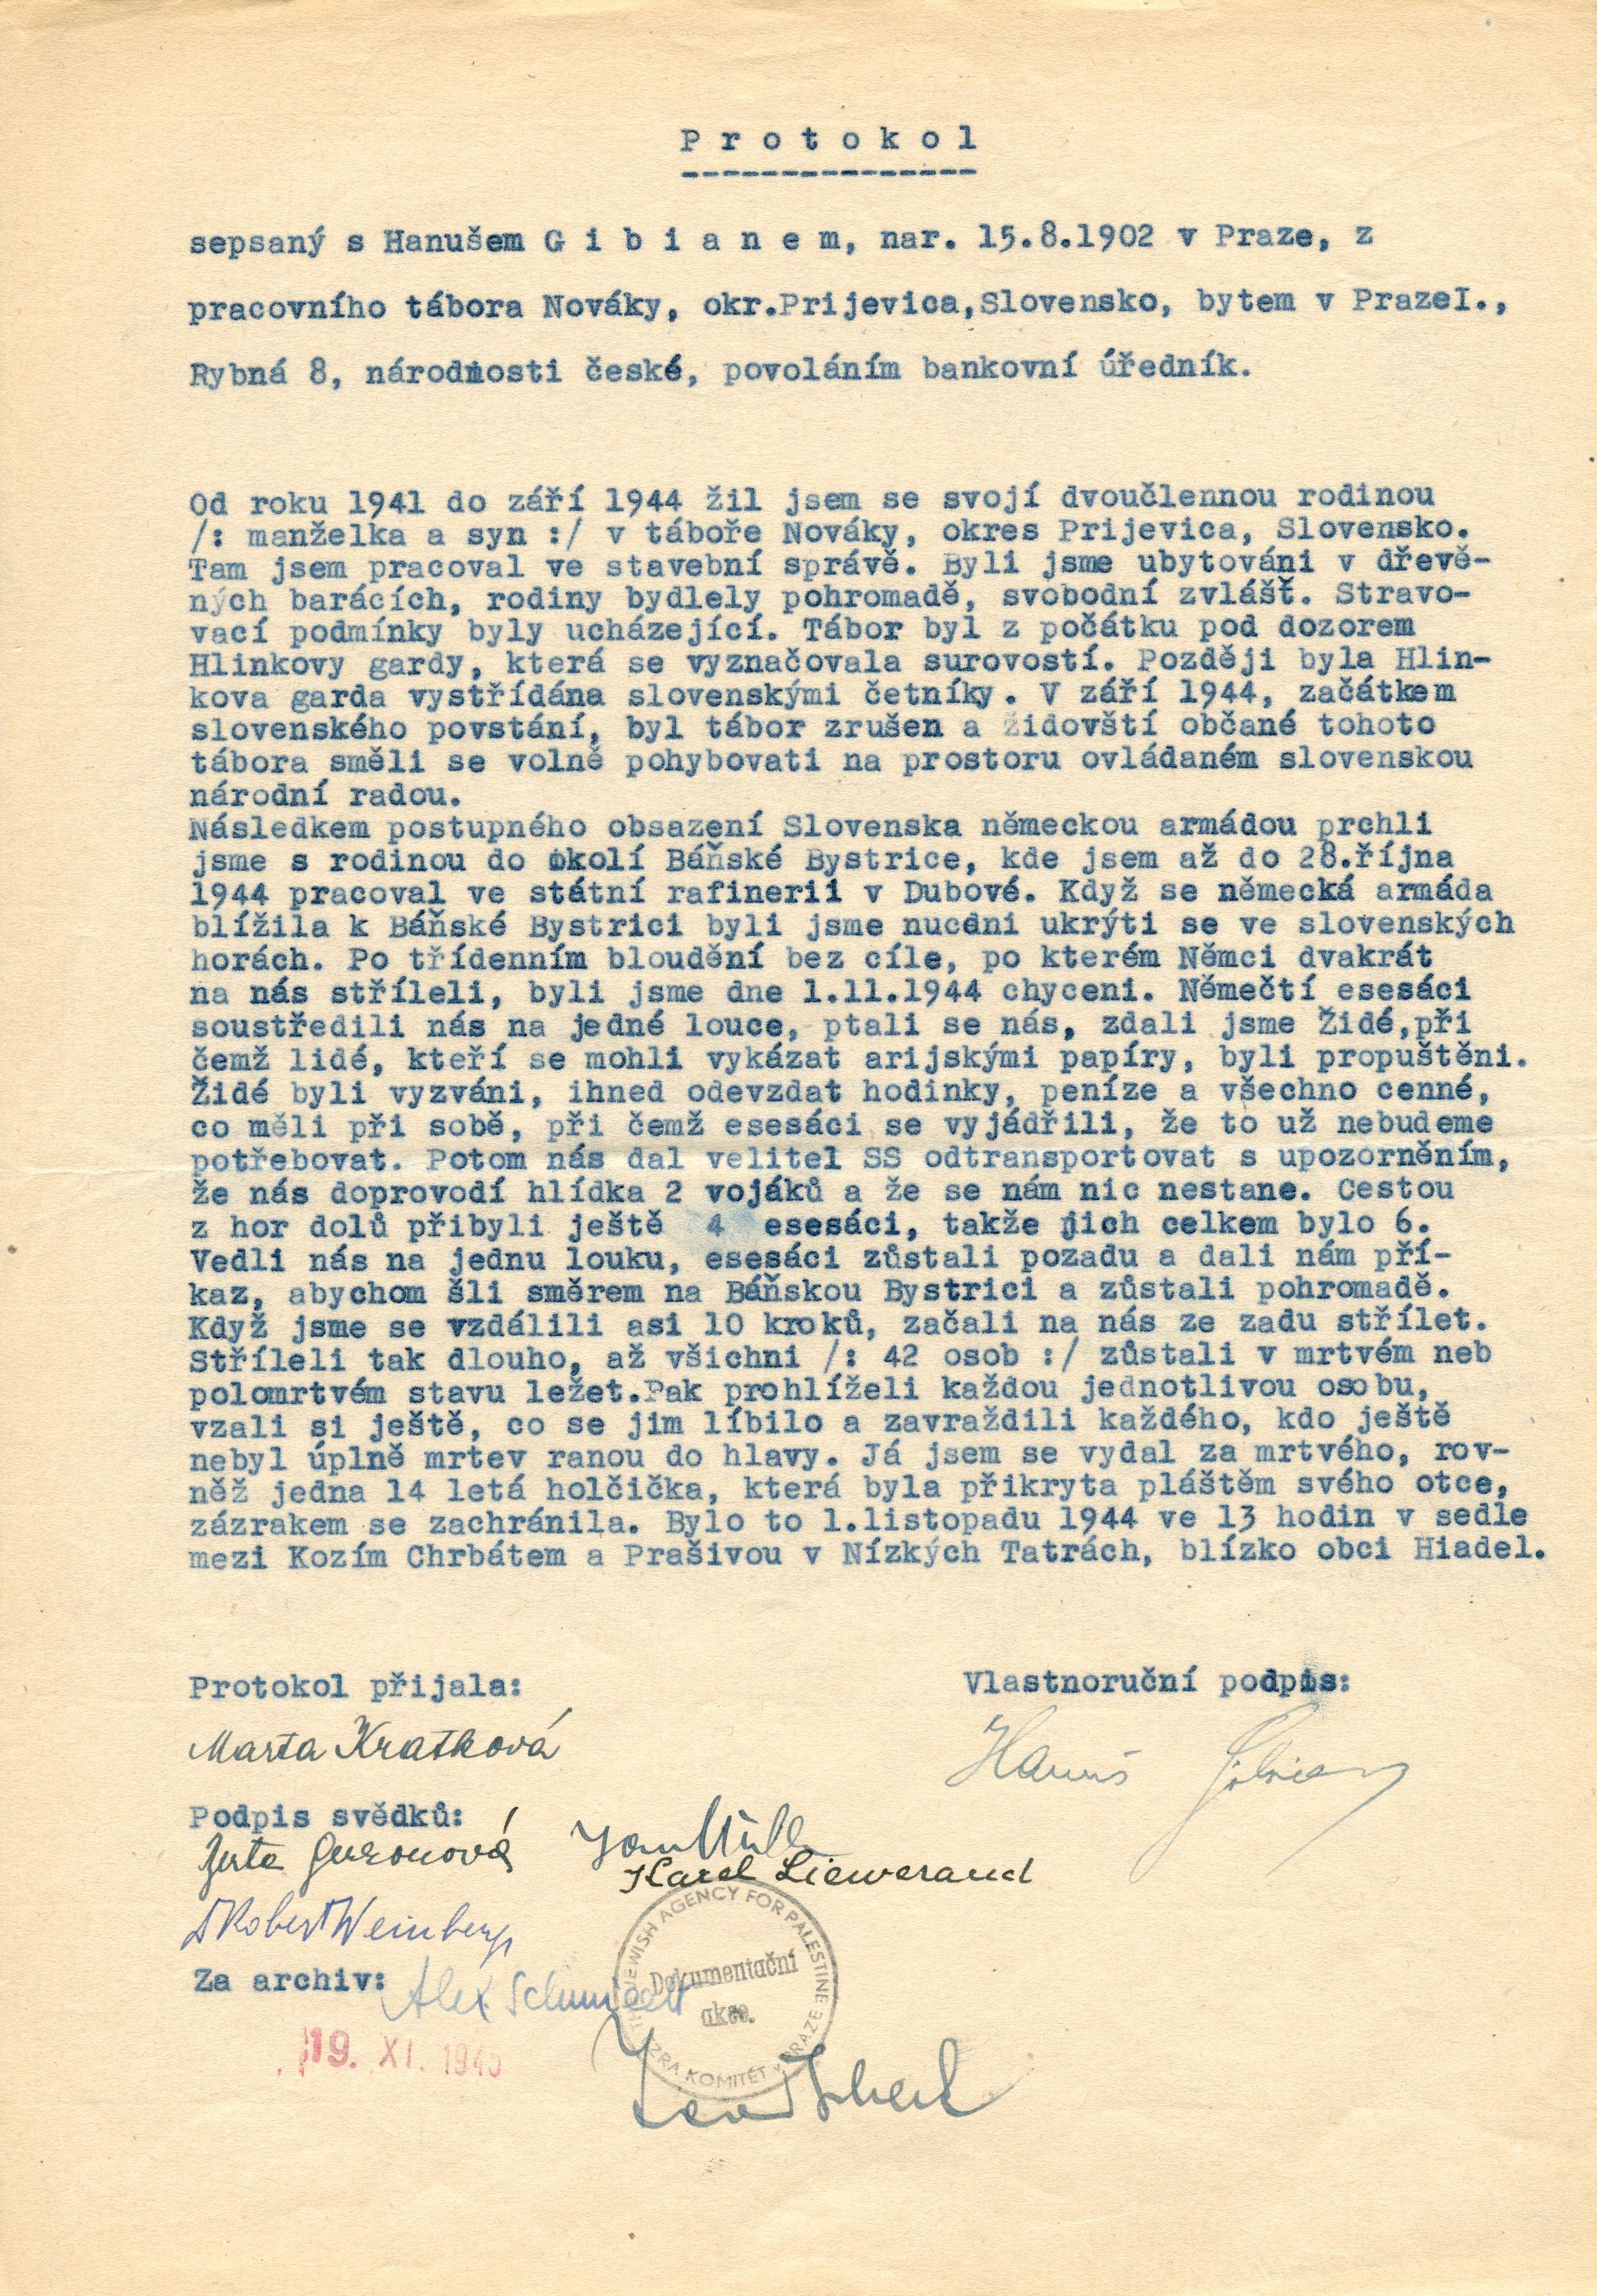 P r o t o k o l
---------------
sepsaný s Hanušem G i b i a n e m, nar. 15.8.1902 v Praze, z
pracovního tábora Nováky, okr.Prijevica,Slovensko, bytem v PrazeI.,
Rybná 8, národnosti české, povoláním bankovní úředník.
Od roku 1941 do září 1944 žil jsem se svojí dvoučlennou rodinou
/: manželka a syn :/ v táboře Nováky, okres Prijevica, Slovensko.
Tam jsem pracoval ve stavební správě. Byli jsme ubytováni v dřevě-
ných barácích, rodiny bydlely pohromadě, svobodní zvlášť. Stravo-
vací podmínky byly ucházející. Tábor byl z počátku pod dozorem
Hlinkovy gardy, která se vyznačovala surovostí. Později byla Hlin-
kova garda vystřídána slovenskými četníky. V září 1944, začátkem
slovenského povstání, byl tábor zrušen a židovští občané tohoto
tábora směli se volně pohybovati na prostoru ovládaném slovenskou
národní radou.
Následkem postupného obsazení Slovenska německou armádou prchli
jsme s rodinou do okolí Báňské Bystrice, kde jsem až do 28.října
1944 pracoval ve státní rafinerii v Dubové. Když se německá armáda
blížila k Báňské Bystrici byli jsme nuceni ukrýti se ve slovenských
horách. Po třídenním bloudění bez cíle, po kterém Němci dvakrát
na nás stříleli, byli jsme dne 1.11.1944 chyceni. Němečtí esesáci
soustředili nás na jedné louce, ptali se nás, zdali jsme Židé,při
čemž lidé, kteří se mohli vykázat arijskými papíry, byli propuštěni.
Židé byli vyzváni, ihned odevzdat hodinky, peníze a všechno cenné,
co měli při sobě, při čemž esesáci se vyjádřili, že to už nebudeme
potřebovat. Potom nás dal velitel SS odtransportovat s upozorněním,
že nás doprovodí hlídka 2 vojáků a že se nám nic nestane. Cestou
z hor dolů přibyli ještě 4 esesáci, takže jich celkem bylo 6.
Vedli nás na jednu louku, esesáci zůstali pozadu a dali nám pří-
kaz, abychom šli směrem na Báňskou Bystrici a zůstali pohromadě.
Když jsme se vzdálili asi 10 kroků, začali na nás ze zadu střílet.
Stříleli tak dlouho, až všichni /: 42 osob :/ zůstali v mrtvém neb
polomrtvém stavu ležet.Pak prohlíželi každou jednotlivou osobu,
vzali si ještě, co se jim líbilo a zavraždili každého, kdo ještě
nebyl úplně mrtev ranou do hlavy. Já jsem se vydal za mrtvého, rov-
něž jedna 14 letá holčička, která byla přikryta pláštěm svého otce,
zázrakem se zachránila. Bylo to 1.listopadu 1944 ve 13 hodin v sedle
mezi Kozím Chrbátem a Prašivou v Nízkých Tatrách, blízko obci Hiadel.
Protokol přijala: Vlastnoruční podpis:
Marta Kratková Hanuš Gibian
Podpis svědků:
Karel Liewerand
Robert Weinberg
THE JEWISH AGENCY FOR PALESTINE
Dokumentační
akce.
EZRA KOMITÉT v PRAZE
Za archiv: Alex. Schmiedt
19. XI. 1945